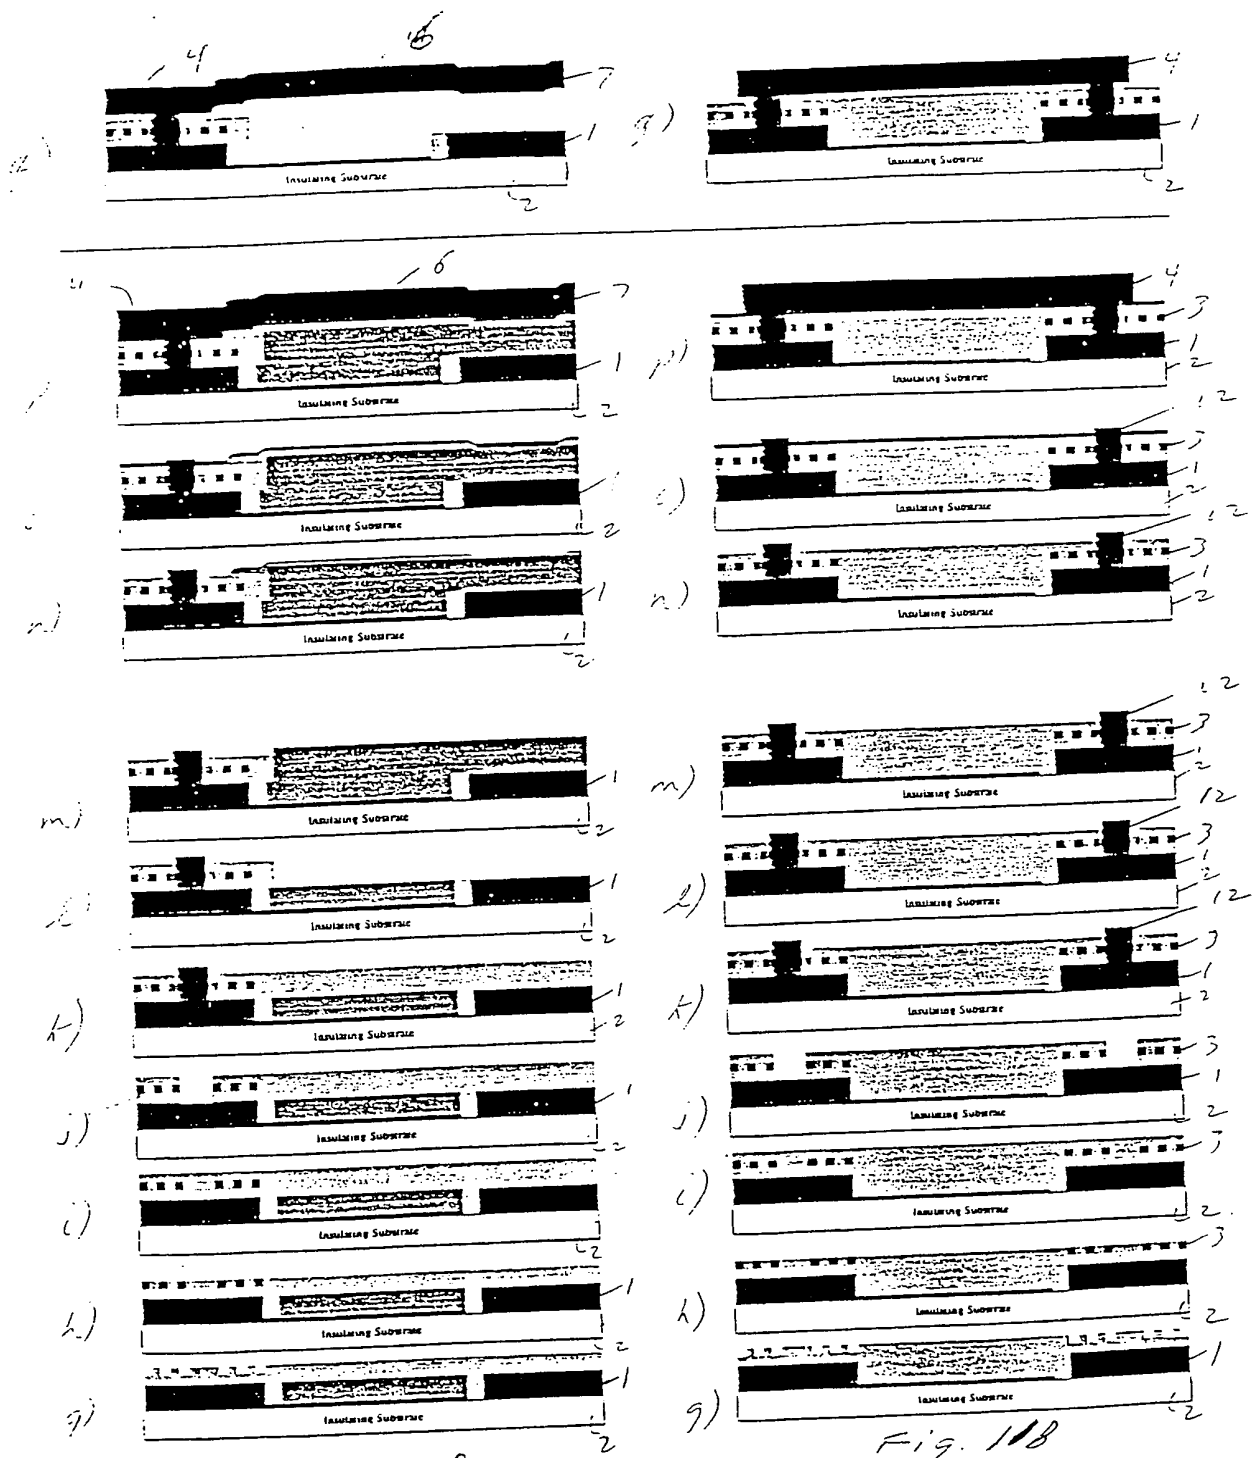 4 6 4
7
q) 1 q) 1
Insulating Substrate Insulating Substrate
2 2
4 6 4
7 3
1 p) 1
Insulating Substrate 2 Insulating Substrate 2
12
3
o) 1
Insulating Substrate 2 Insulating Substrate 2
12
3
n) 1 n) 1
Insulating Substrate 2 Insulating Substrate 2
12
3
m) 1 m) 1
Insulating Substrate 2 Insulating Substrate 2
12
3
l) 1 l) 1
Insulating Substrate 2 Insulating Substrate 2
12
3
k) 1 k) 1
Insulating Substrate 2 Insulating Substrate 2
3
j) 1 j) 1
Insulating Substrate 2 Insulating Substrate 2
3
i) i)
Insulating Substrate 2 Insulating Substrate 2
3
h) 1 h)
Insulating Substrate 2 Insulating Substrate 2
g) 1 g) 1
Insulating Substrate 2 Insulating Substrate 2
Fig. 11B